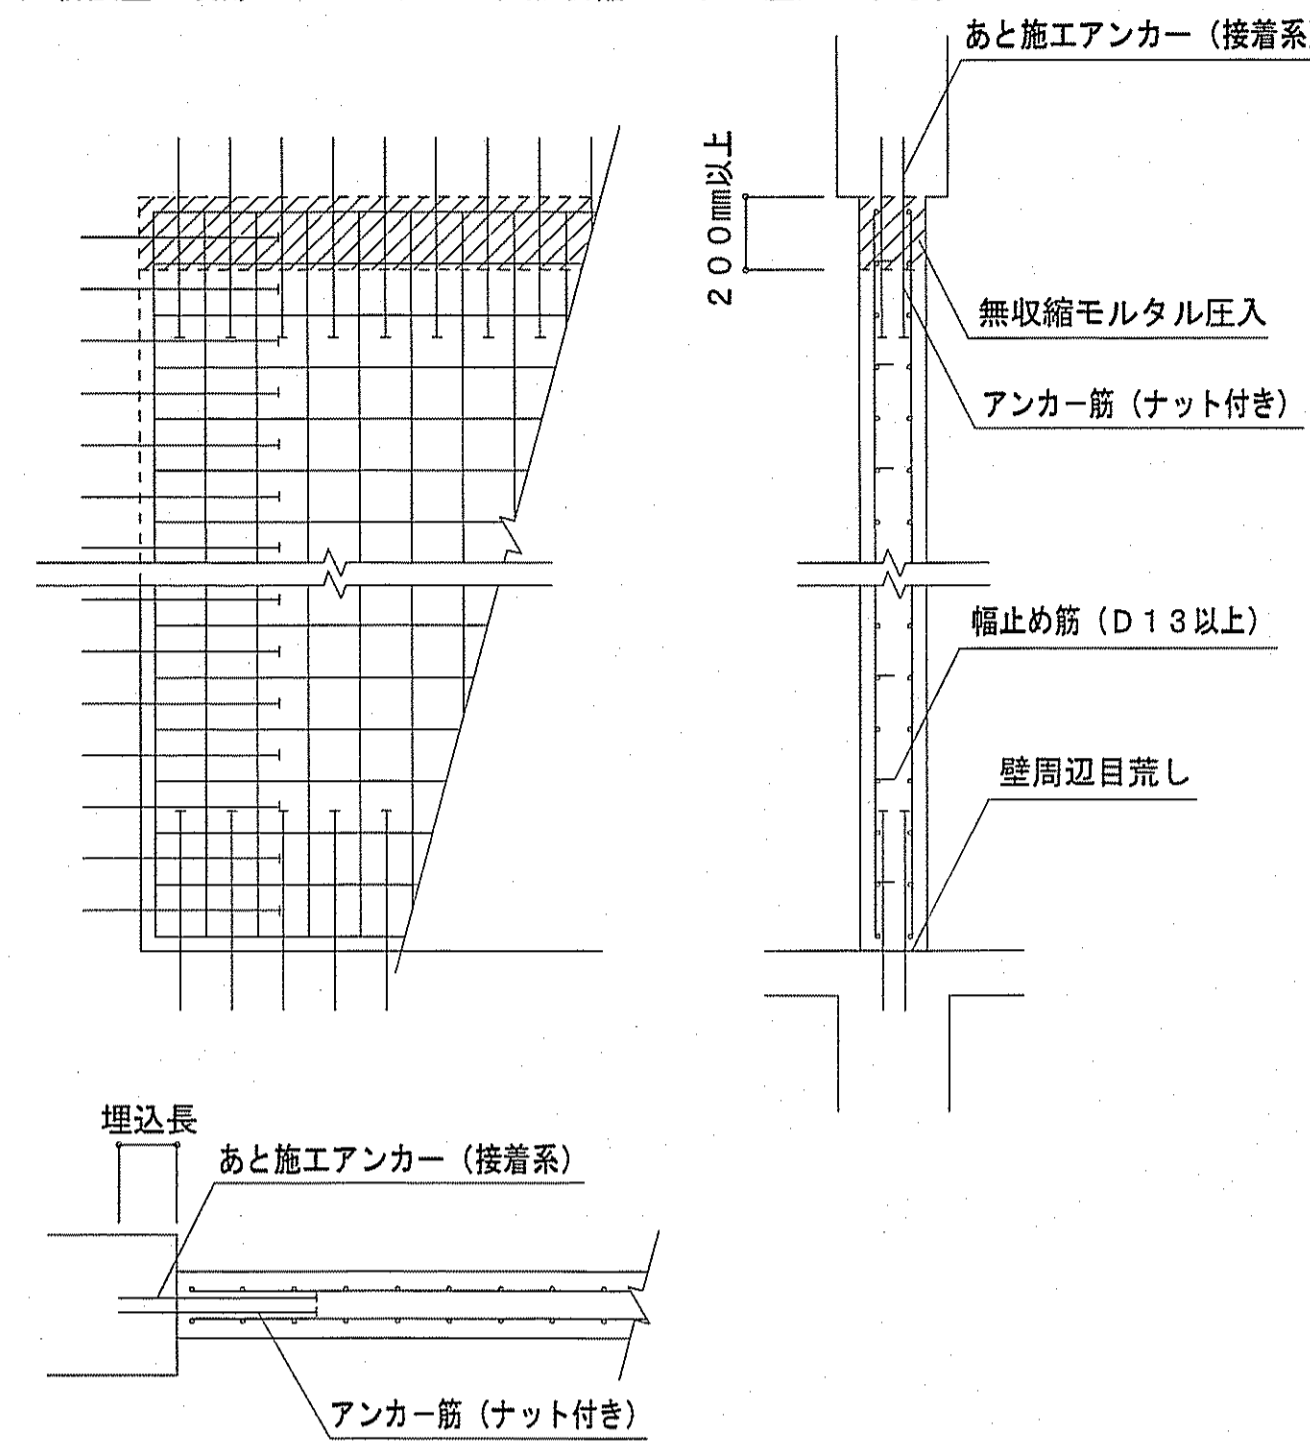 あと施工アンカー（接着系）
200mm以上
無収縮モルタル圧入
アンカー筋（ナット付き）
幅止め筋（D13以上）
壁周辺目荒し
埋込長
あと施工アンカー（接着系）
アンカー筋（ナット付き）